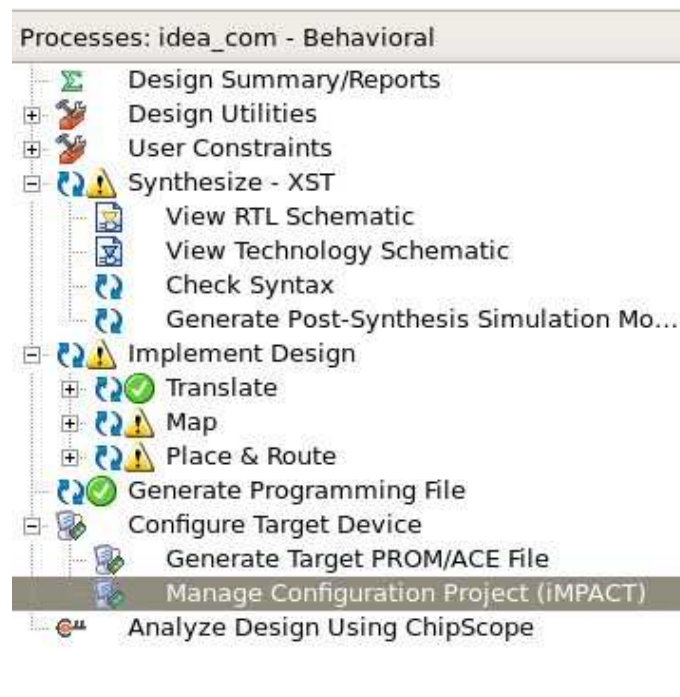 Processes: idea_com - Behavioral
Design Summary/Reports
Design Utilities
User Constraints
Synthesize - XST
View RTL Schematic
View Technology Schematic
Check Syntax
Generate Post-Synthesis Simulation Mo...
Implement Design
Translate
Map
Place & Route
Generate Programming File
Configure Target Device
Generate Target PROM/ACE File
Manage Configuration Project (iMPACT)
Analyze Design Using ChipScope